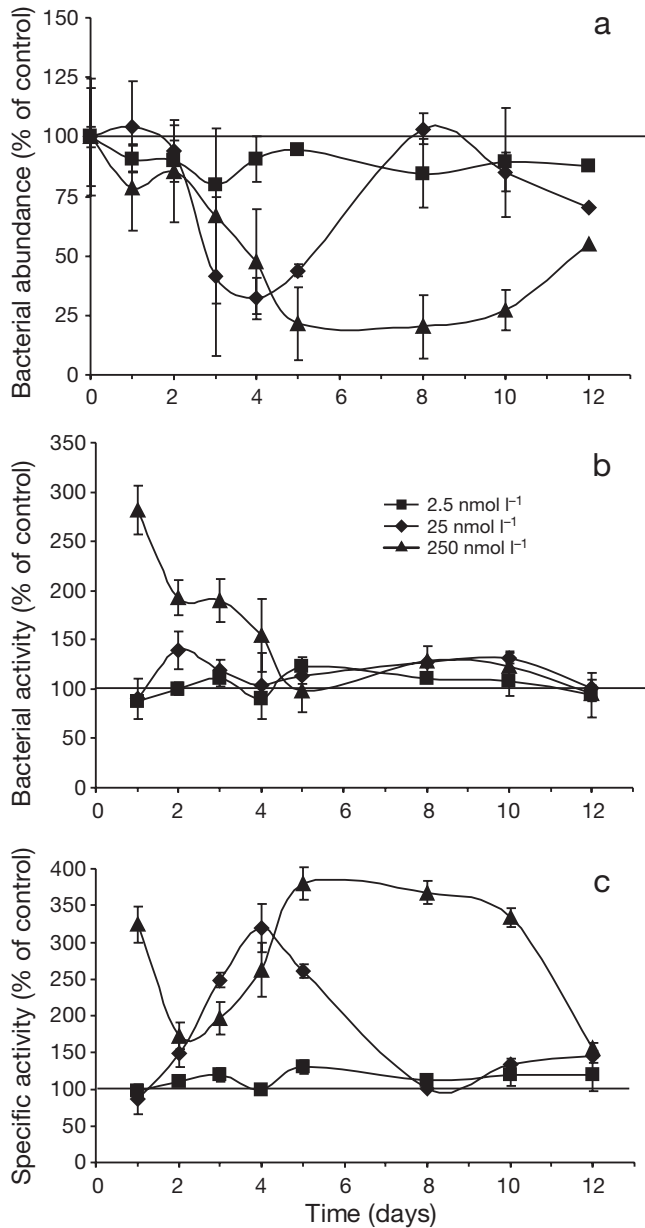 a
Bacterial abundance (% of control)
150
125
100
75
50
25
0
0 2 4 6 8 10 12
b
Bacterial activity (% of control)
350
300
250
200
150
100
50
0
2.5 nmol l⁻¹
25 nmol l⁻¹
250 nmol l⁻¹
0 2 4 6 8 10 12
c
Specific activity (% of control)
400
350
300
250
200
150
100
50
0
0 2 4 6 8 10 12
Time (days)